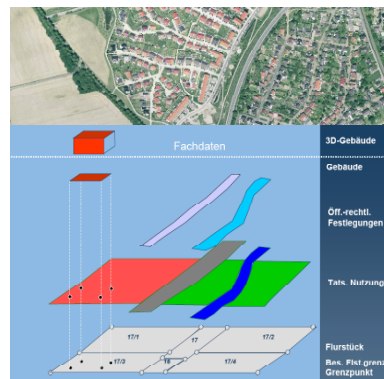 Fachdaten
3D-Gebäude
Gebäude
Öff.-rechtl.
Festlegungen
Tats. Nutzung
17/1
17
17/2
Flurstück
17/3
18
17/4
Bes. Flst.grenz
Grenzpunkt